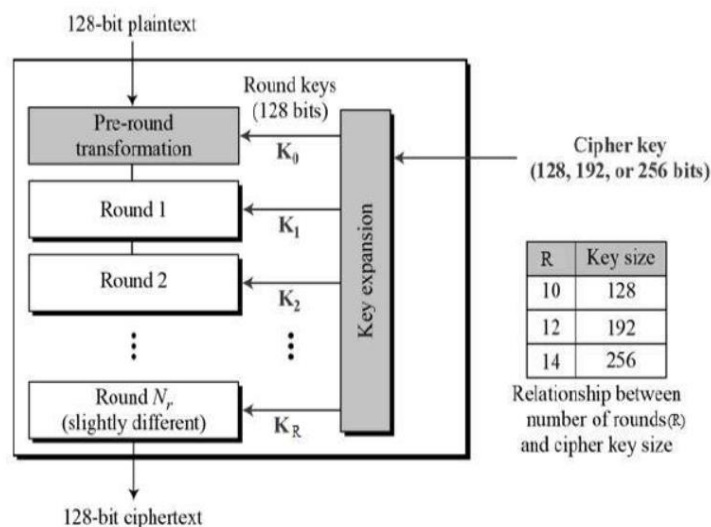 128-bit plaintext
Round keys
(128 bits)
Pre-round
transformation
K₀
Cipher key
(128, 192, or 256 bits)
Round 1
K₁
Round 2
K₂
Key expansion
Round Nᵣ
(slightly different)
K_R
128-bit ciphertext
R Key size
10 128
12 192
14 256
Relationship between
number of rounds(R)
and cipher key size